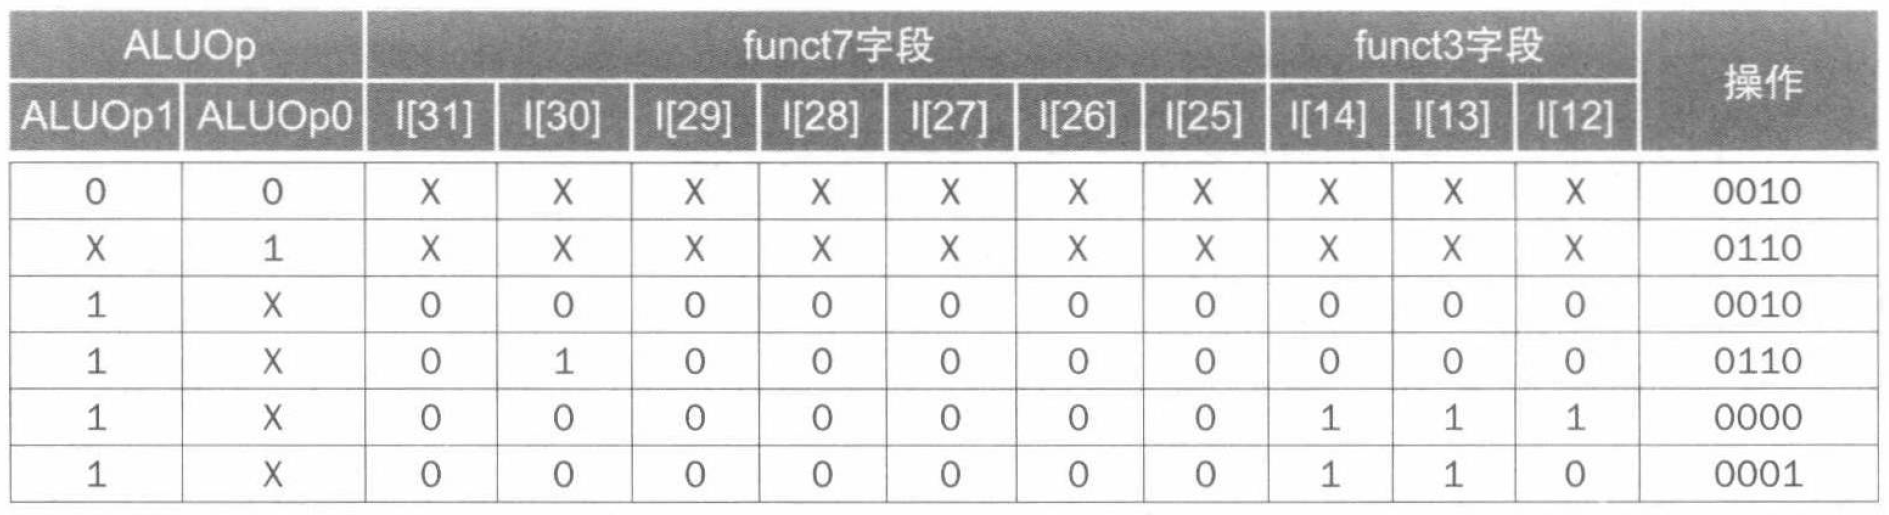 ALUOp funct7字段 funct3字段 操作
ALUOp1 ALUOp0 I[31] I[30] I[29] I[28] I[27] I[26] I[25] I[14] I[13] I[12]
0 0 X X X X X X X X X X 0010
X 1 X X X X X X X X X X 0110
1 X 0 0 0 0 0 0 0 0 0 0 0010
1 X 0 1 0 0 0 0 0 0 0 0 0110
1 X 0 0 0 0 0 0 0 1 1 1 0000
1 X 0 0 0 0 0 0 0 1 1 0 0001